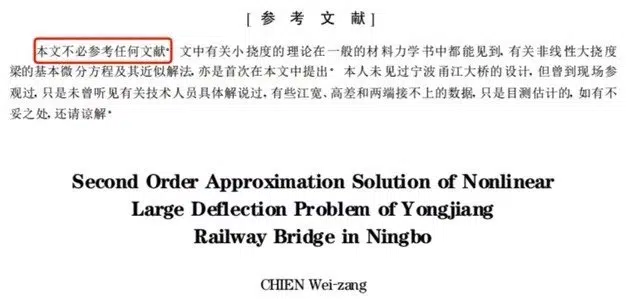 [ 参 考 文 献 ]
本文不必参考任何文献• 文中有关小挠度的理论在一般的材料力学书中都能见到, 有关非线性大挠度
梁的基本微分方程及其近似解法, 亦是首次在本文中提出• 本人未见过宁波甬江大桥的设计, 但曾到现场参
观过, 只是未曾听见有关技术人员具体解说过, 有些江宽、高差和两端接不上的数据, 只是目测估计的, 如有不
妥之处, 还请谅解•
Second Order Approximation Solution of Nonlinear
Large Deflection Problem of Yongjiang
Railway Bridge in Ningbo
CHIEN Wei-zang